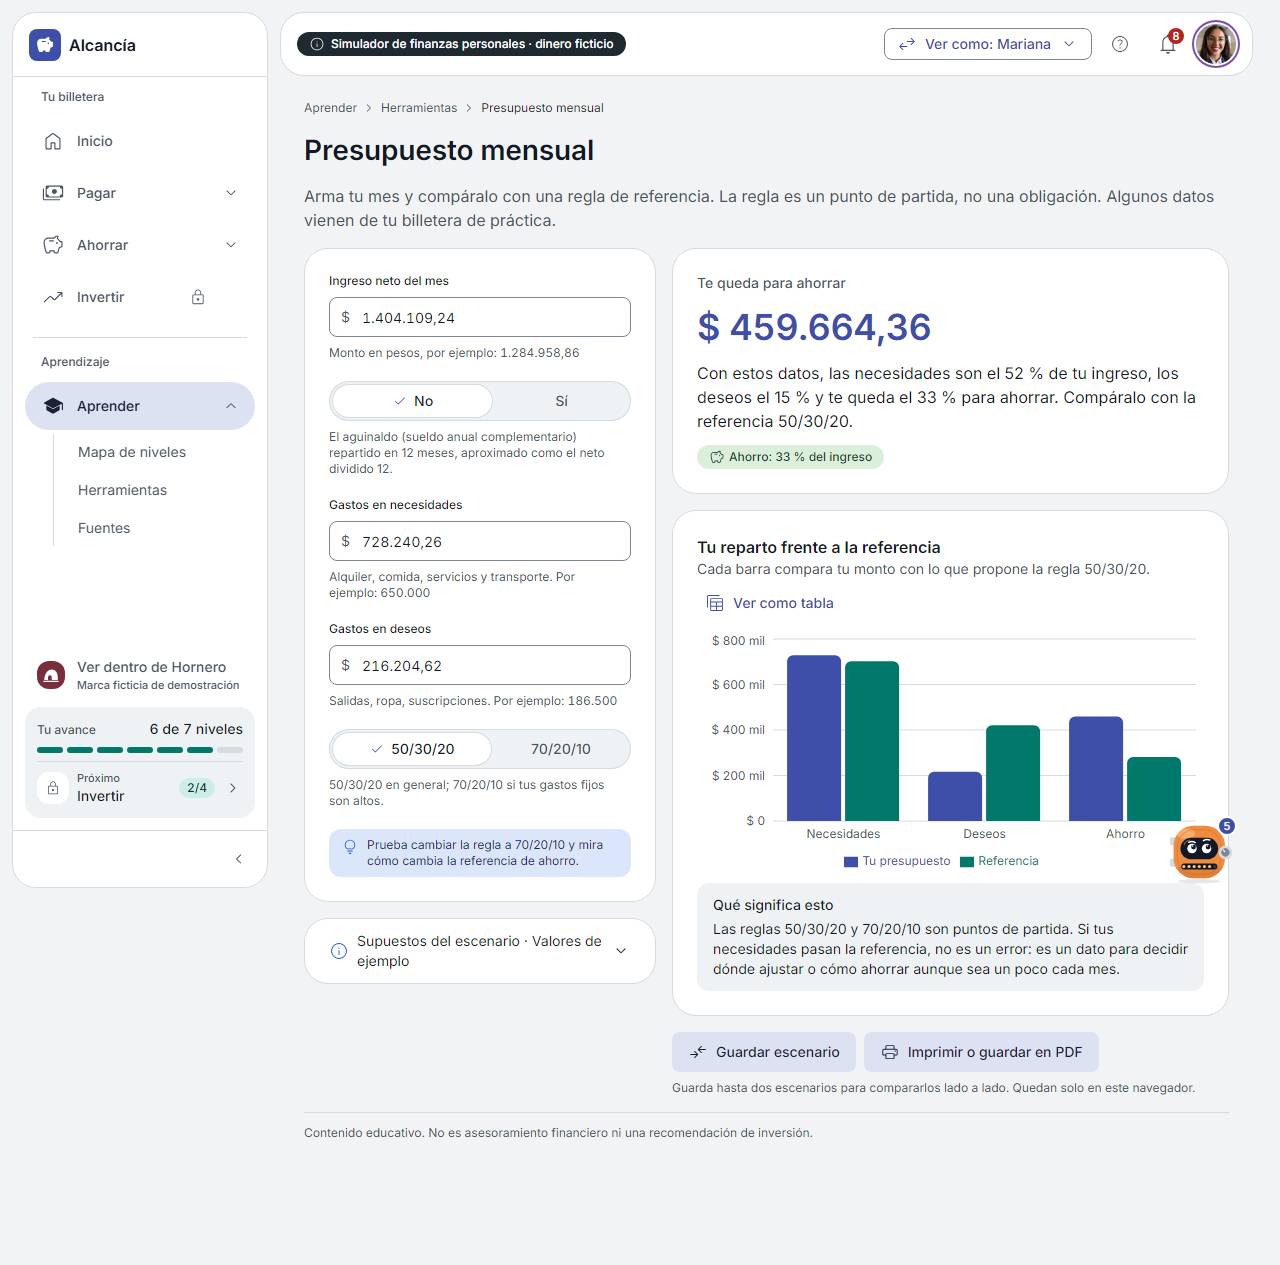 Alcancía
Simulador de finanzas personales · dinero ficticio
Ver como: Mariana
8
Tu billetera
Inicio
Pagar
Ahorrar
Invertir
Aprendizaje
Aprender
Mapa de niveles
Herramientas
Fuentes
Ver dentro de Hornero
Marca ficticia de demostración
Tu avance
6 de 7 niveles
Próximo
Invertir
2/4
Aprender
Herramientas
Presupuesto mensual
Presupuesto mensual
Arma tu mes y compáralo con una regla de referencia. La regla es un punto de partida, no una obligación. Algunos datos
vienen de tu billetera de práctica.
Ingreso neto del mes
$ 1.404.109,24
Monto en pesos, por ejemplo: 1.284.958,86
No
Sí
El aguinaldo (sueldo anual complementario)
repartido en 12 meses, aproximado como el neto
dividido 12.
Gastos en necesidades
$ 728.240,26
Alquiler, comida, servicios y transporte. Por
ejemplo: 650.000
Gastos en deseos
$ 216.204,62
Salidas, ropa, suscripciones. Por ejemplo: 186.500
50/30/20
70/20/10
50/30/20 en general; 70/20/10 si tus gastos fijos
son altos.
Prueba cambiar la regla a 70/20/10 y mira
cómo cambia la referencia de ahorro.
Supuestos del escenario · Valores de
ejemplo
Te queda para ahorrar
$ 459.664,36
Con estos datos, las necesidades son el 52 % de tu ingreso, los
deseos el 15 % y te queda el 33 % para ahorrar. Compáralo con la
referencia 50/30/20.
Ahorro: 33 % del ingreso
Tu reparto frente a la referencia
Cada barra compara tu monto con lo que propone la regla 50/30/20.
Ver como tabla
$ 800 mil
$ 600 mil
$ 400 mil
$ 200 mil
$ 0
Necesidades
Deseos
Ahorro
Tu presupuesto
Referencia
5
Qué significa esto
Las reglas 50/30/20 y 70/20/10 son puntos de partida. Si tus
necesidades pasan la referencia, no es un error: es un dato para decidir
dónde ajustar o cómo ahorrar aunque sea un poco cada mes.
Guardar escenario
Imprimir o guardar en PDF
Guarda hasta dos escenarios para compararlos lado a lado. Quedan solo en este navegador.
Contenido educativo. No es asesoramiento financiero ni una recomendación de inversión.